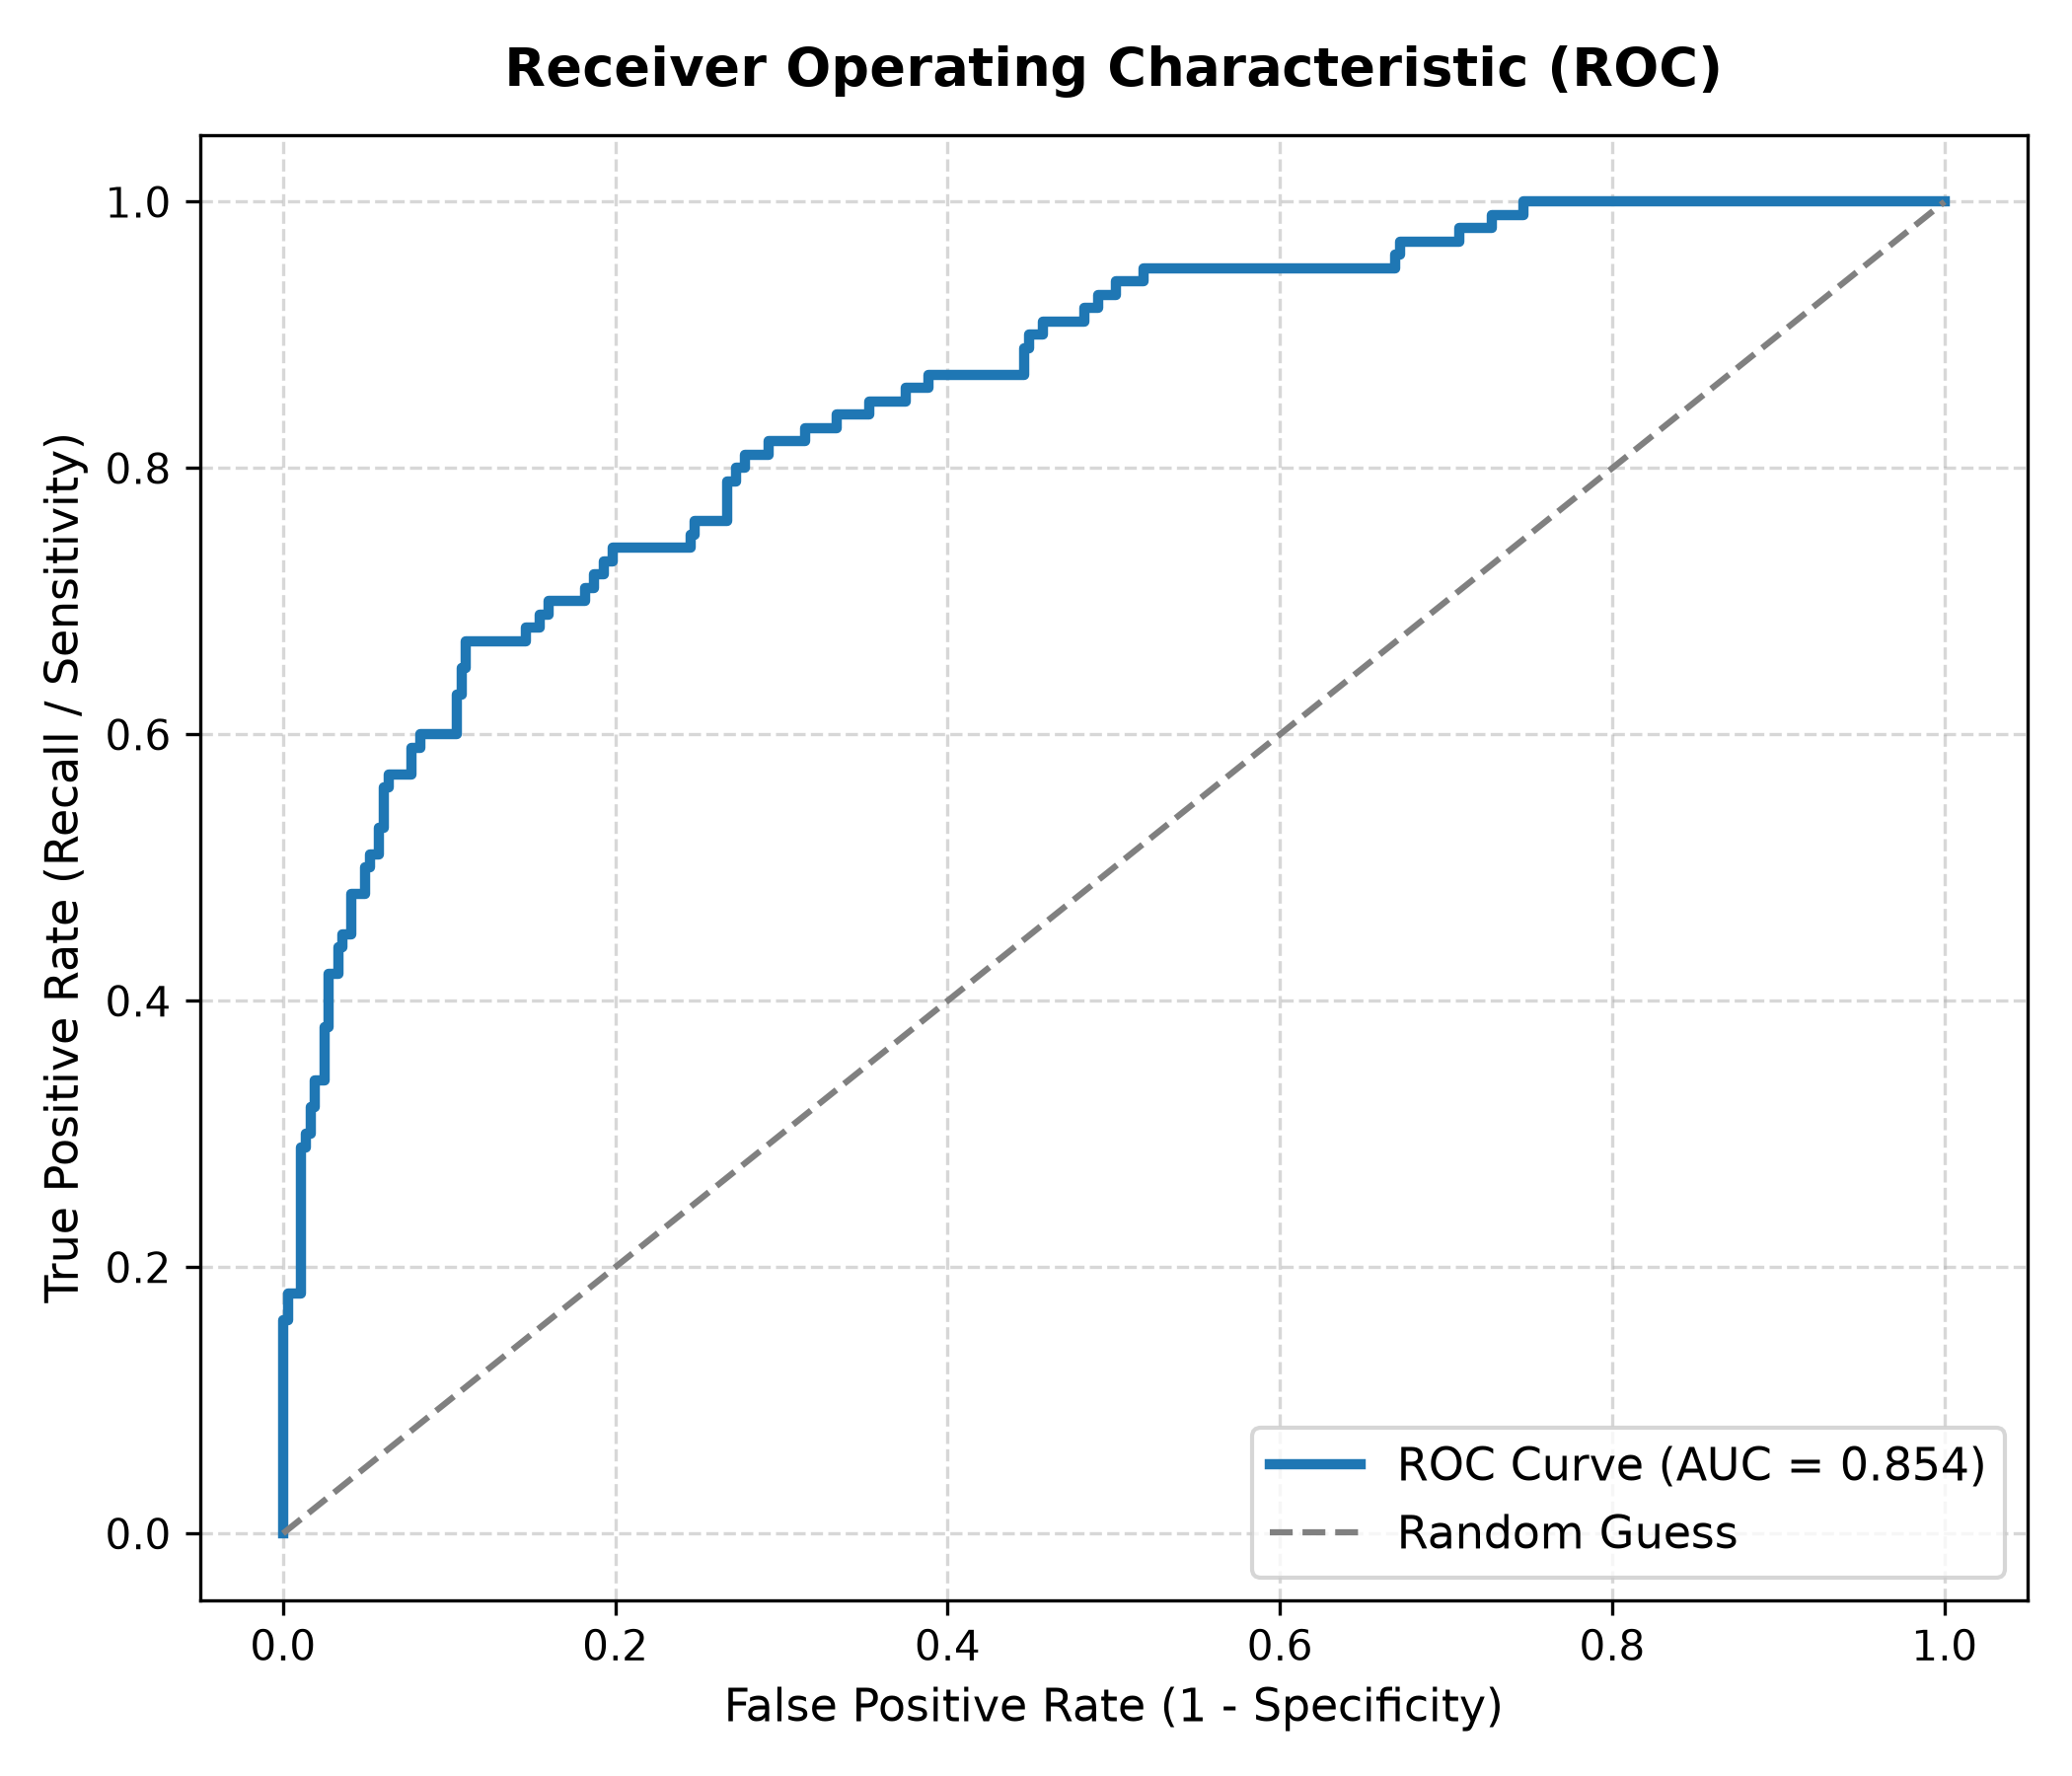 Receiver Operating Characteristic (ROC)
True Positive Rate (Recall / Sensitivity)
1.0
0.8
0.6
0.4
0.2
0.0
ROC Curve (AUC = 0.854)
Random Guess
0.0 0.2 0.4 0.6 0.8 1.0
False Positive Rate (1 - Specificity)